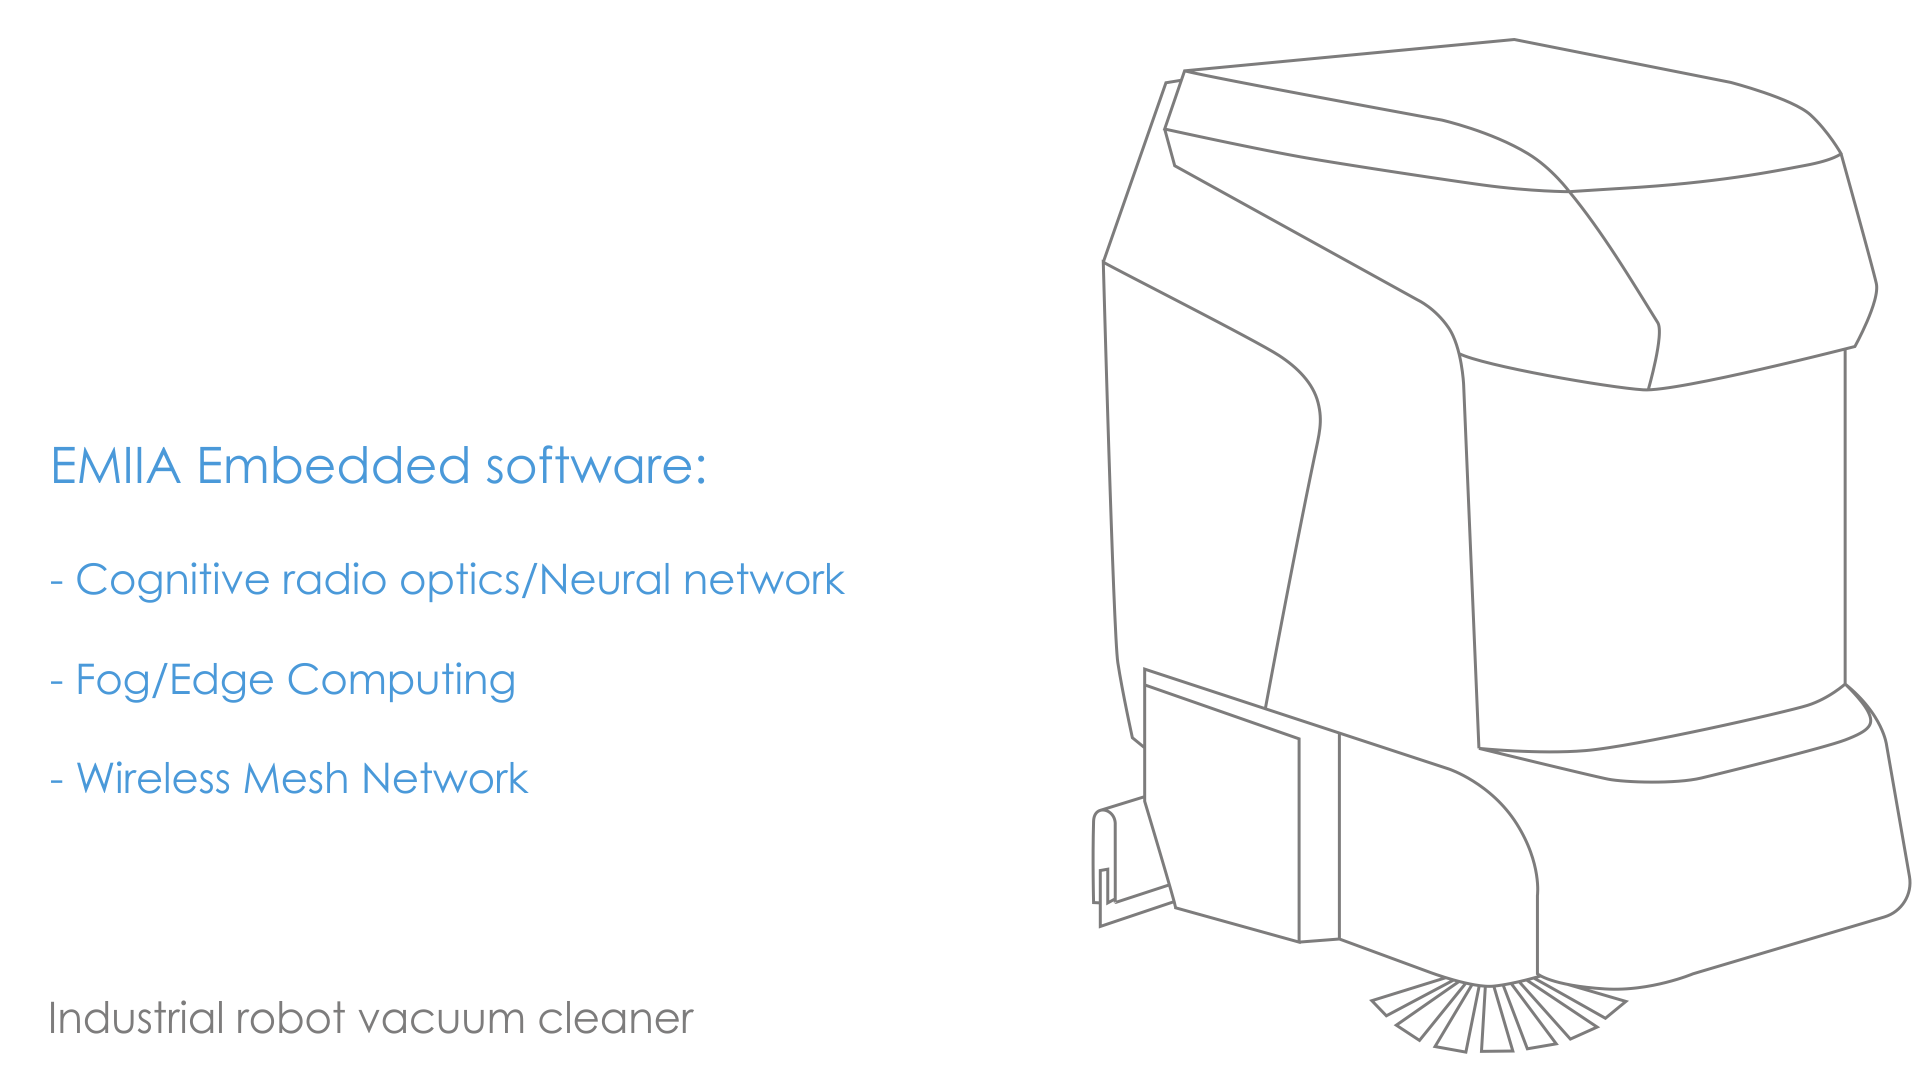 EMIIA Embedded software:
- Cognitive radio optics/Neural network
- Fog/Edge Computing
- Wireless Mesh Network
Industrial robot vacuum cleaner